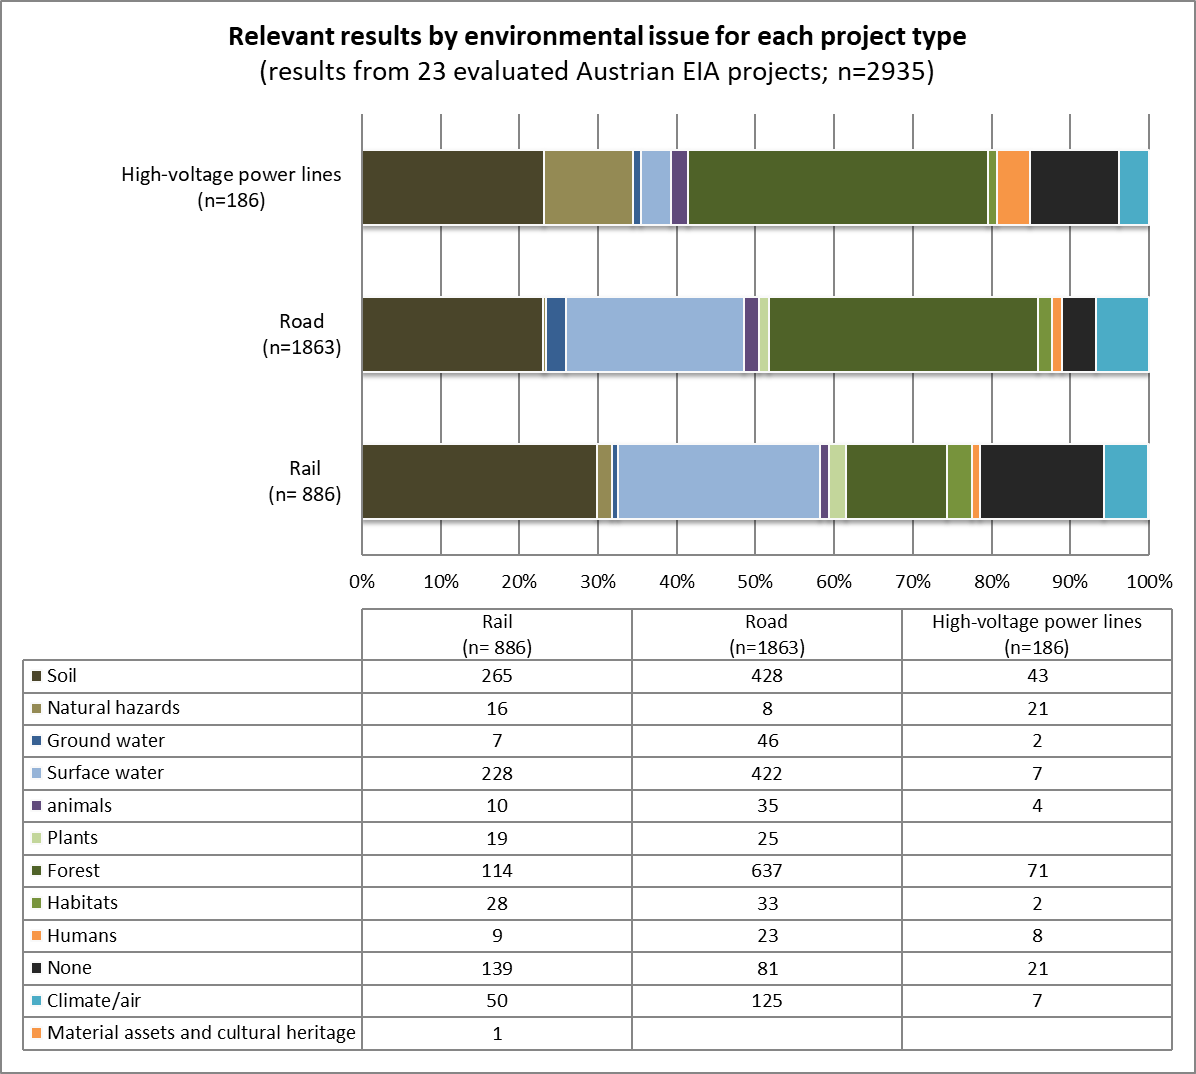 Relevant results by environmental issue for each project type
(results from 23 evaluated Austrian EIA projects; n=2935)
High-voltage power lines
(n=186)
Road
(n=1863)
Rail
(n= 886)
0% 10% 20% 30% 40% 50% 60% 70% 80% 90% 100%
Rail Road High-voltage power lines
(n= 886) (n=1863) (n=186)
Soil 265 428 43
Natural hazards 16 8 21
Ground water 7 46 2
Surface water 228 422 7
animals 10 35 4
Plants 19 25
Forest 114 637 71
Habitats 28 33 2
Humans 9 23 8
None 139 81 21
Climate/air 50 125 7
Material assets and cultural heritage 1